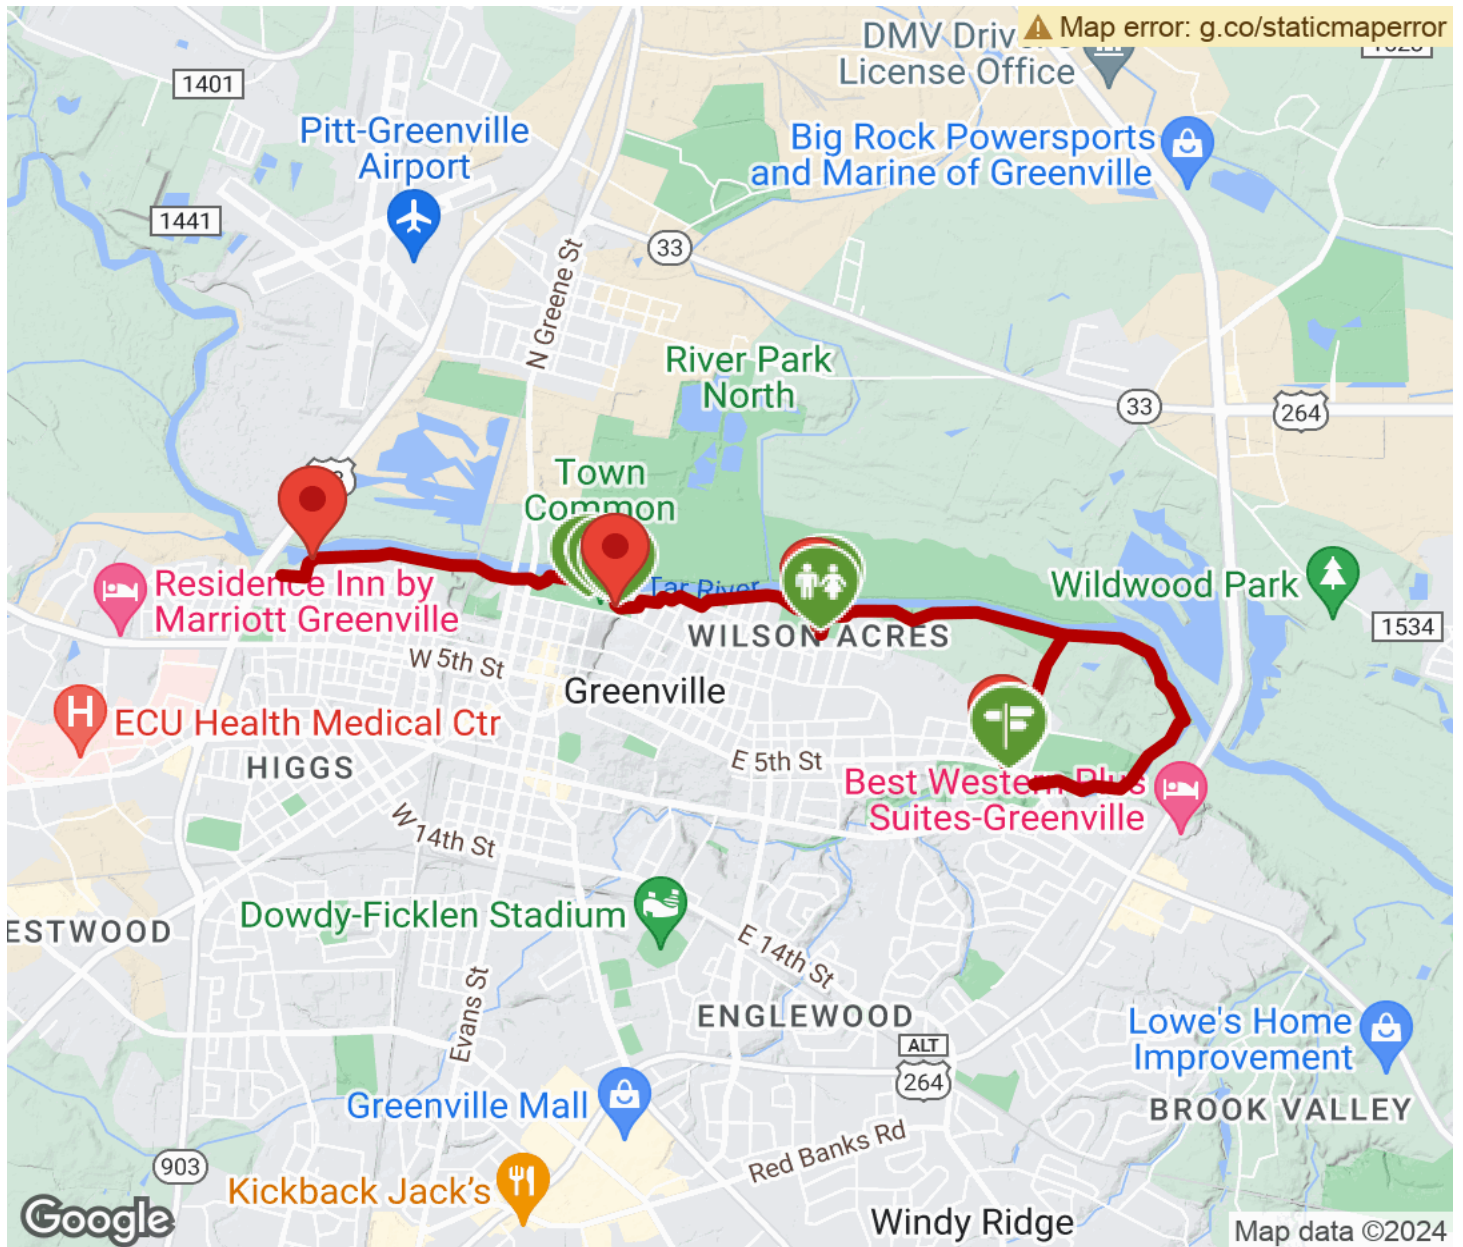 Map error: g.co/staticmaperror
DMV Driv
License Office
1401
Pitt-Greenville
Airport
Big Rock Powersports
and Marine of Greenville
1441
33
N Greene St
River Park
North
33
264
Town
Common
Tar River
Residence Inn by
Marriott Greenville
Wildwood Park
1534
WILSON ACRES
W 5th St
Greenville
H
ECU Health Medical Ctr
HIGGS
E 5th St
Best Western Plus
Suites-Greenville
W 14th St
Dowdy-Ficklen Stadium
ESTWOOD
E 14th St
Evans St
ENGLEWOOD
ALT
264
Lowe's Home
Improvement
Greenville Mall
BROOK VALLEY
Red Banks Rd
903
Kickback Jack's
Windy Ridge
Google
Map data ©2024